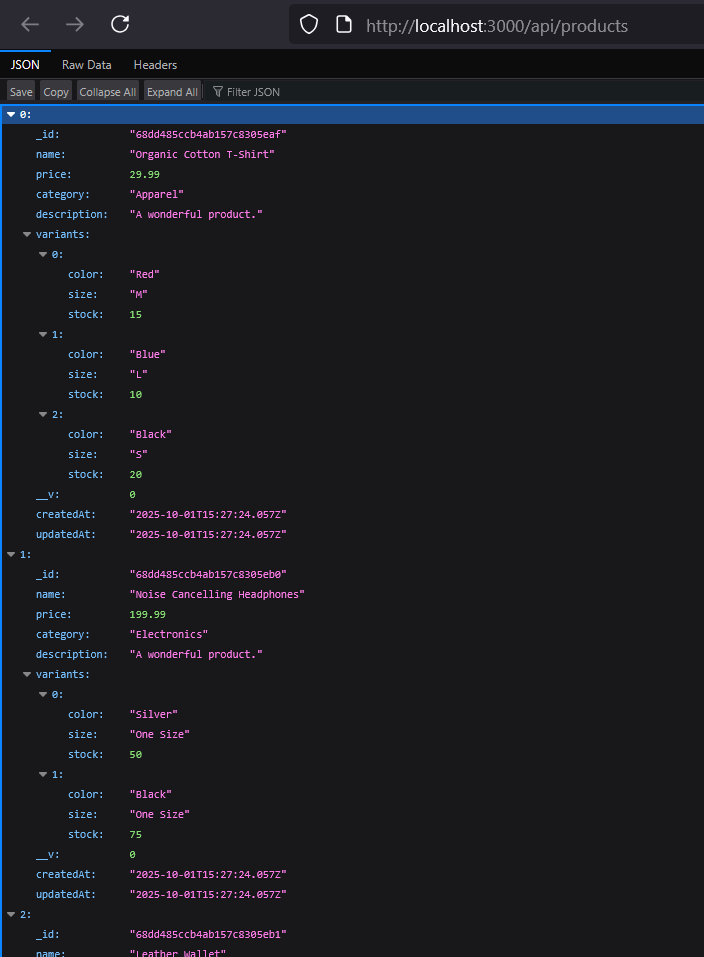 http://localhost:3000/api/products
JSON Raw Data Headers
Save Copy Collapse All Expand All Filter JSON
0:
_id: "68dd485ccb4ab157c8305eaf"
name: "Organic Cotton T-Shirt"
price: 29.99
category: "Apparel"
description: "A wonderful product."
variants:
0:
color: "Red"
size: "M"
stock: 15
1:
color: "Blue"
size: "L"
stock: 10
2:
color: "Black"
size: "S"
stock: 20
__v: 0
createdAt: "2025-10-01T15:27:24.057Z"
updatedAt: "2025-10-01T15:27:24.057Z"
1:
_id: "68dd485ccb4ab157c8305eb0"
name: "Noise Cancelling Headphones"
price: 199.99
category: "Electronics"
description: "A wonderful product."
variants:
0:
color: "Silver"
size: "One Size"
stock: 50
1:
color: "Black"
size: "One Size"
stock: 75
__v: 0
createdAt: "2025-10-01T15:27:24.057Z"
updatedAt: "2025-10-01T15:27:24.057Z"
2:
_id: "68dd485ccb4ab157c8305eb1"
name: "Leather Wallet"